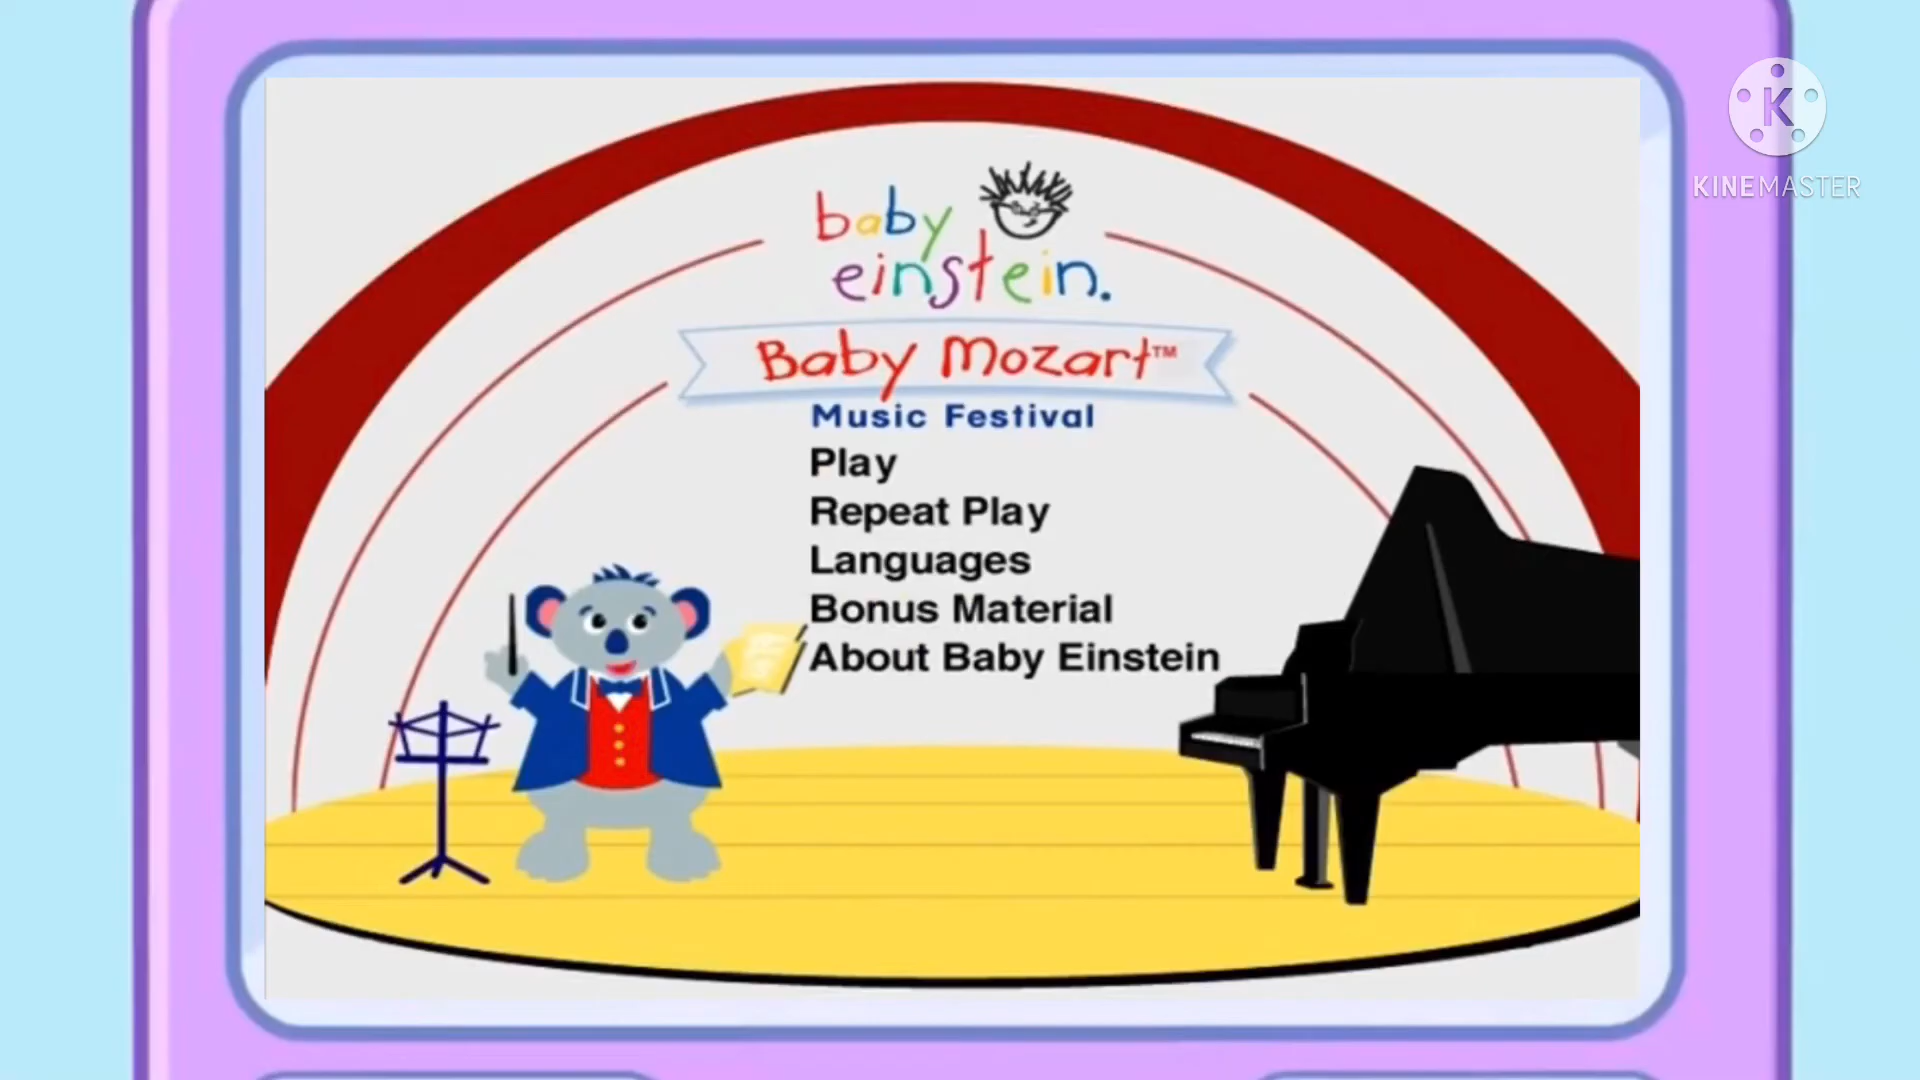 baby
einstein.
Baby Mozart™
Music Festival
Play
Repeat Play
Languages
Bonus Material
About Baby Einstein
K
KINEMASTER